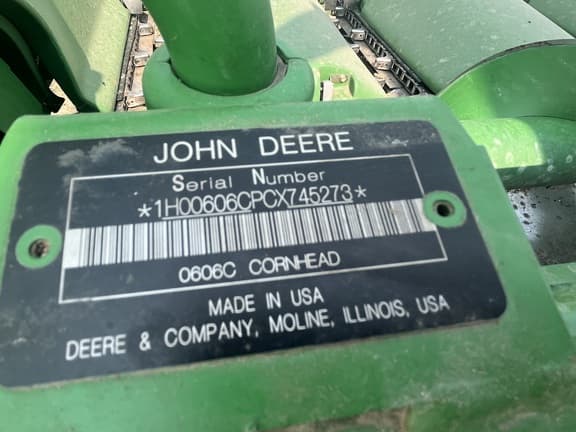 JOHN DEERE
Serial Number
*1H00606CPCX745273*
0606C CORNHEAD
MADE IN USA
DEERE & COMPANY, MOLINE, ILLINOIS, USA